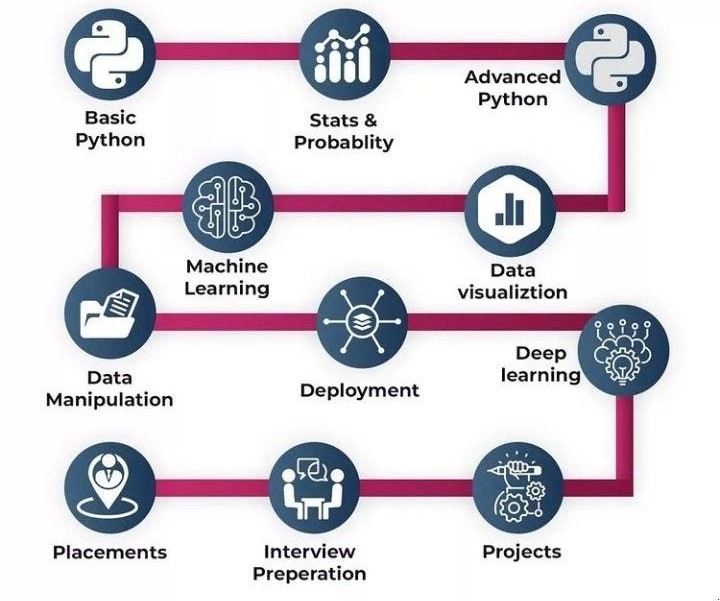 Basic
Python
Stats &
Probablity
Advanced
Python
Machine
Learning
Data
visualiztion
Data
Manipulation
Deployment
Deep
learning
Placements
Interview
Preperation
Projects